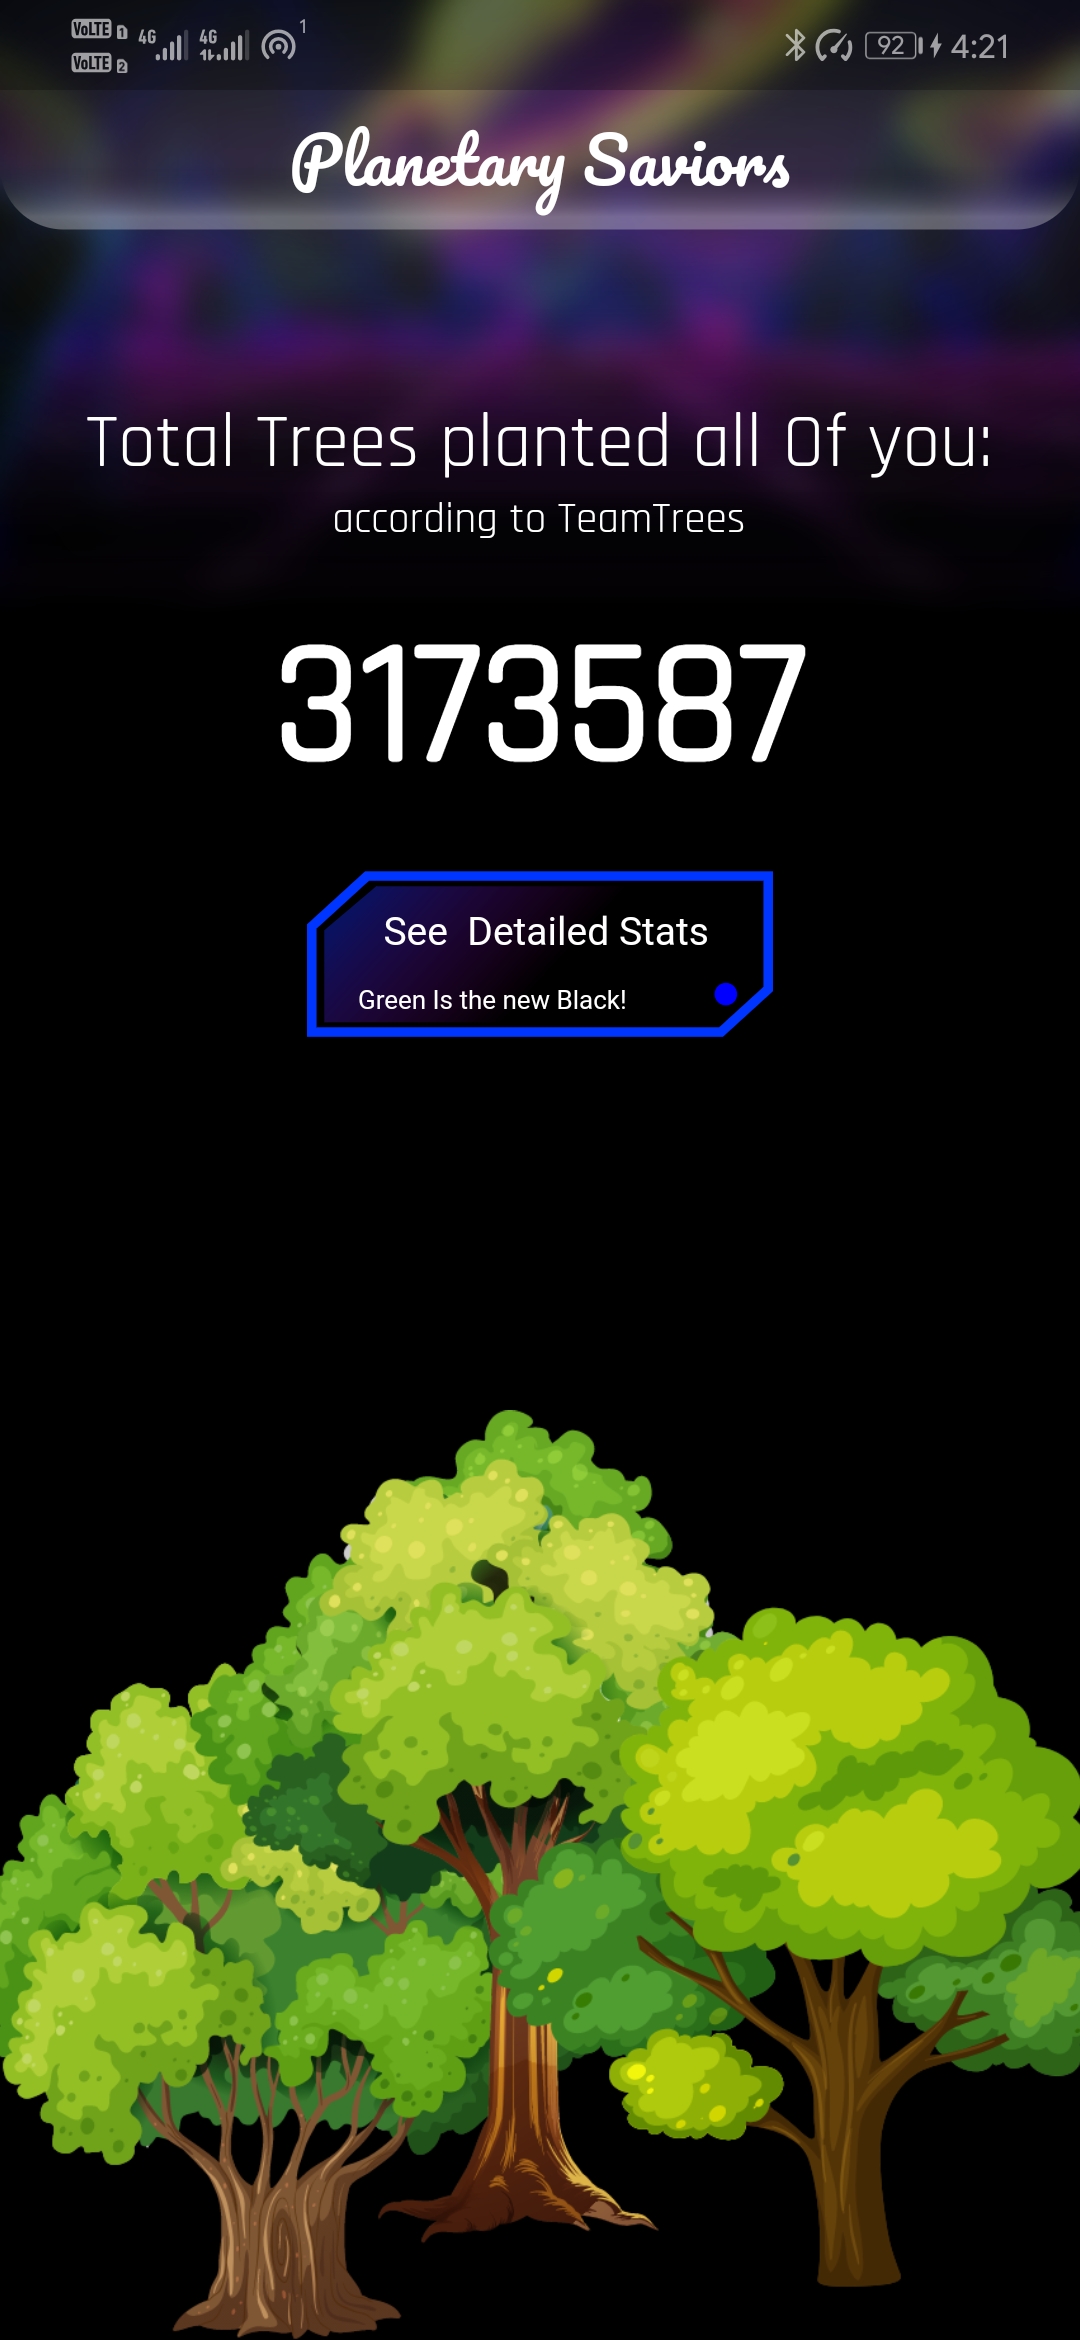 VoLTE 1 4G 4G 1 92 4:21
VoLTE 2
Planetary Saviors
Total Trees planted all Of you:
according to TeamTrees
3173587
See Detailed Stats
Green Is the new Black!